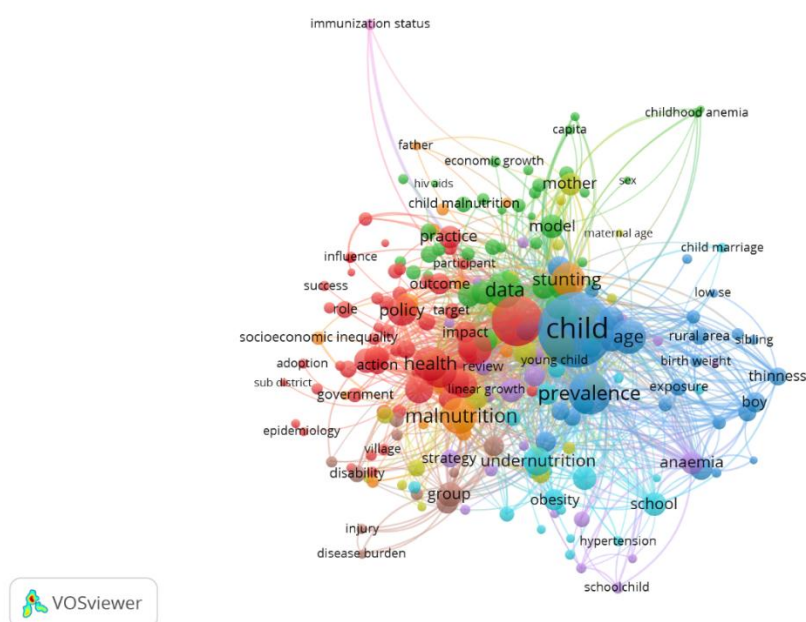 immunization status
childhood anemia
capita
father
economic growth
hiv aids
mother
sex
child malnutrition
model
maternal age
practice
child marriage
influence
participant
stunting
success
outcome
data
low se
role
policy
target
child
age
rural area
sibling
socioeconomic inequality
impact
young child
birth weight
adoption
action
health
review
thinness
sub district
government
linear growth
prevalence
exposure
boy
malnutrition
epidemiology
village
strategy
undernutrition
anaemia
disability
group
obesity
school
injury
hypertension
disease burden
schoolchild
VOSviewer